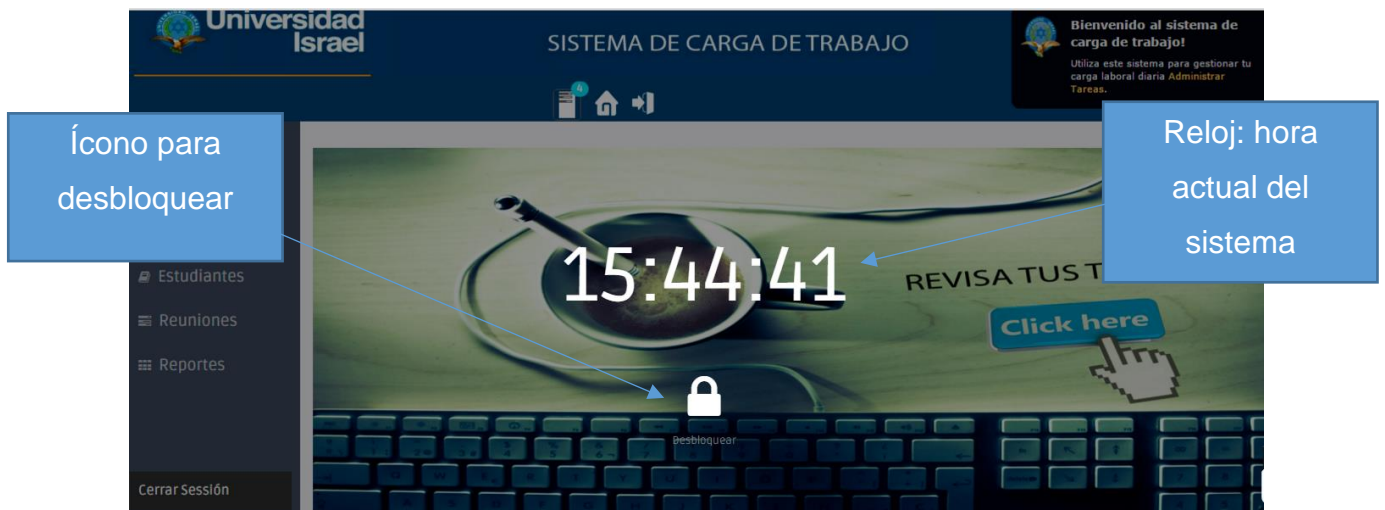 Universidad
Israel
SISTEMA DE CARGA DE TRABAJO
Bienvenido al sistema de
carga de trabajo!
Utiliza este sistema para gestionar tu
carga laboral diaria Administrar
Tareas.
4
Ícono para
desbloquear
Reloj: hora
actual del
sistema
15:44:41
REVISA TUS T
Click here
Estudiantes
Reuniones
Reportes
Desbloquear
Cerrar Sessión